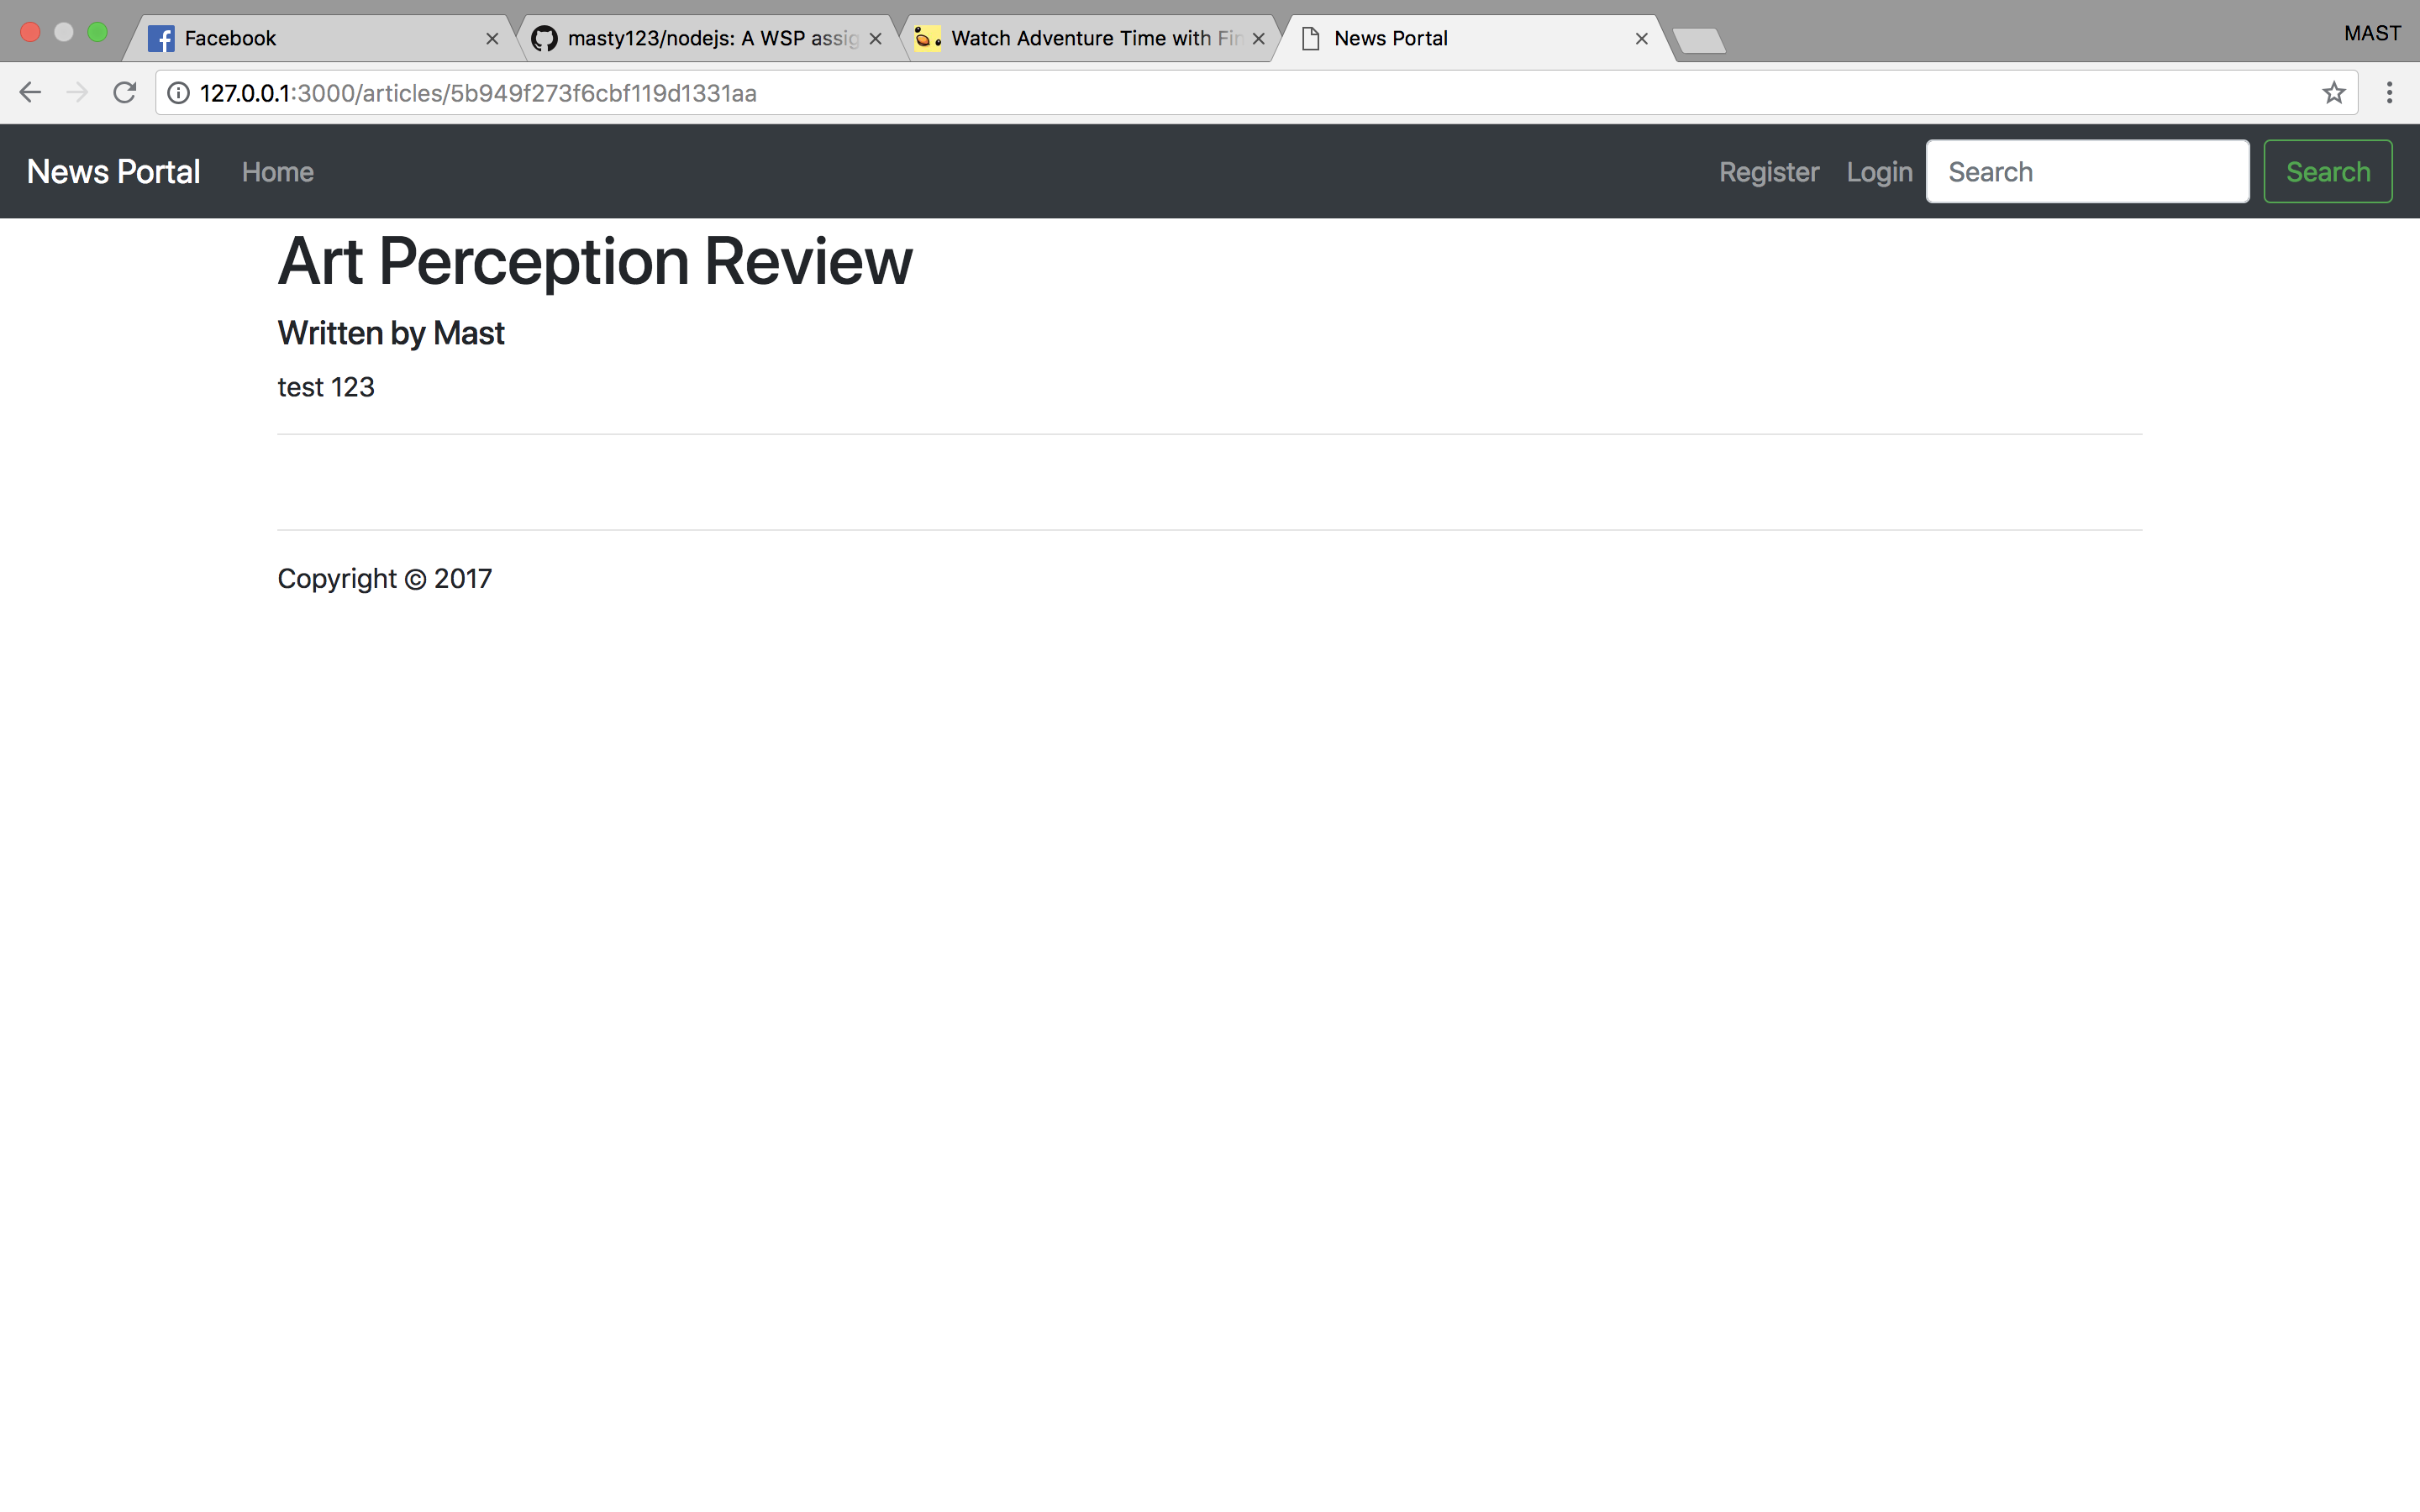 Facebook
masty123/nodejs: A WSP assig
Watch Adventure Time with Fin
News Portal
MAST
127.0.0.1:3000/articles/5b949f273f6cbf119d1331aa
News Portal Home Register Login Search Search
Art Perception Review
Written by Mast
test 123
Copyright © 2017